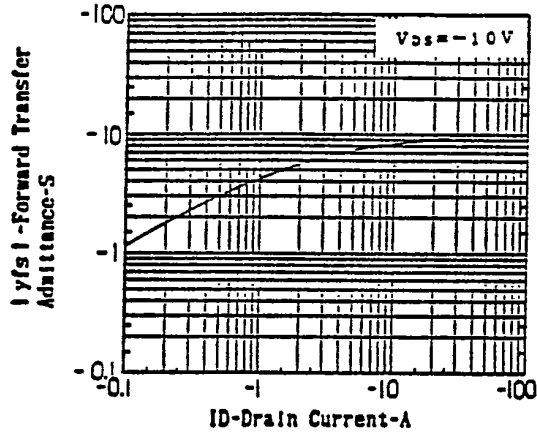 -100
VDS=-10V
-10
-1
-0.1
|yfs|-Forward Transfer
Admittance-S
-0.1
-1
-10
-100
ID-Drain Current-A